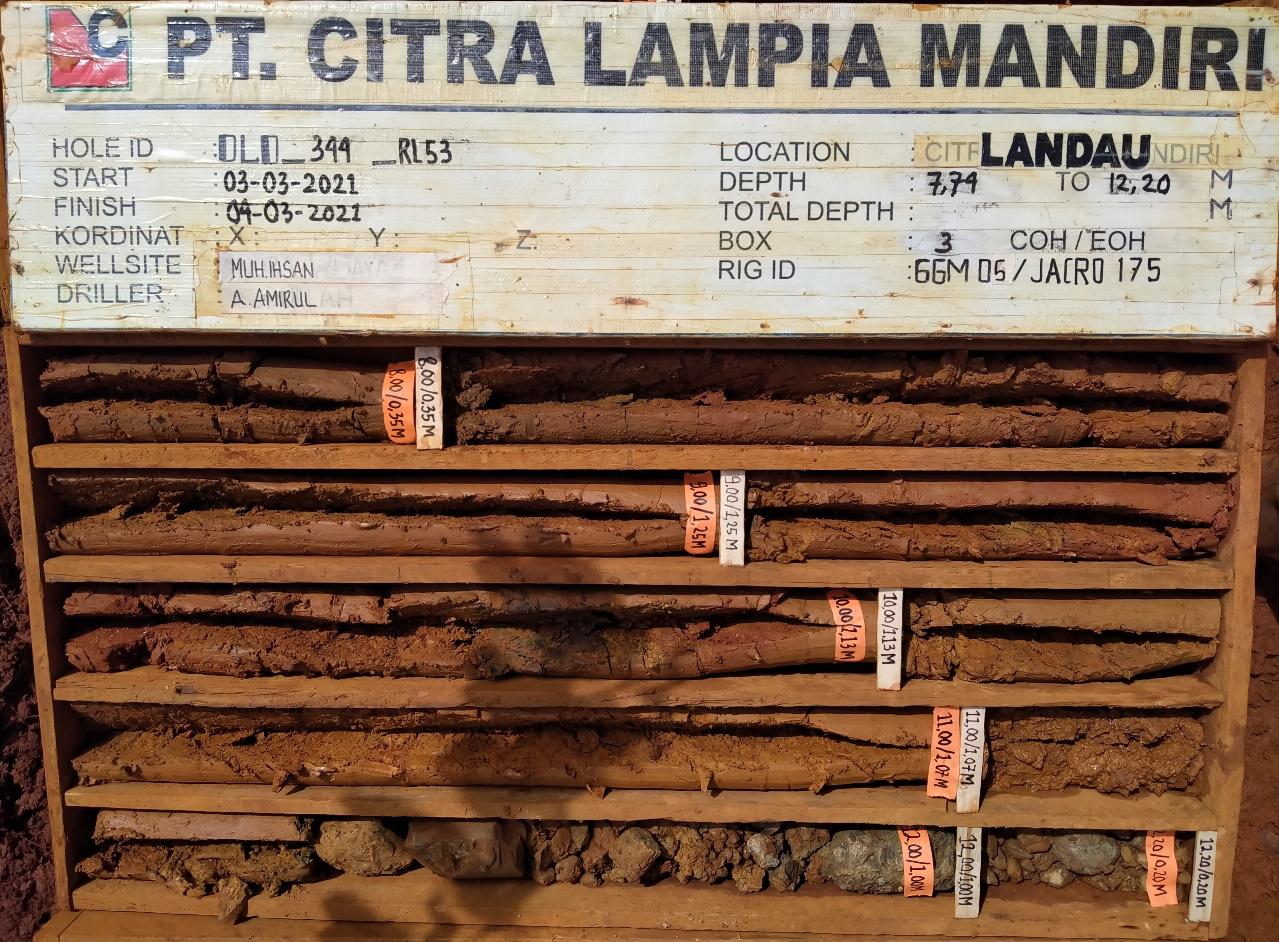 C PT. CITRA LAMPIA MANDIRI
HOLE ID : DLD_344 _RL53
START : 03-03-2021
FINISH : 04-03-2021
KORDINAT : X : Y : Z.
WELLSITE : MUH.IHSAN
DRILLER : A. AMIRUL
LOCATION : LANDAU
DEPTH : 7,74 TO 12,20 M
TOTAL DEPTH : M
BOX : 3 COH / EOH
RIG ID : GGM 05 / JACRO 175
8,00/0,35M 8,00/0,35M
9,00/1,25M 9,00/1,25M
10,00/1,13M 10,00/1,13M
11,00/1,07M 11,00/1,07M
12,00/1,00M 12,00/1,00M
12,20/0,20M